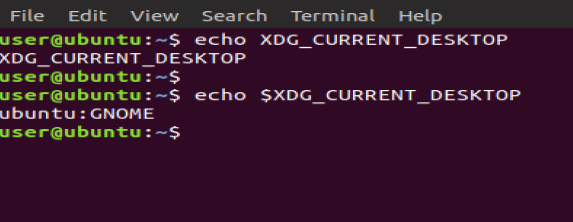 File Edit View Search Terminal Help
user@ubuntu:~$ echo XDG_CURRENT_DESKTOP
XDG_CURRENT_DESKTOP
user@ubuntu:~$
user@ubuntu:~$ echo $XDG_CURRENT_DESKTOP
ubuntu:GNOME
user@ubuntu:~$